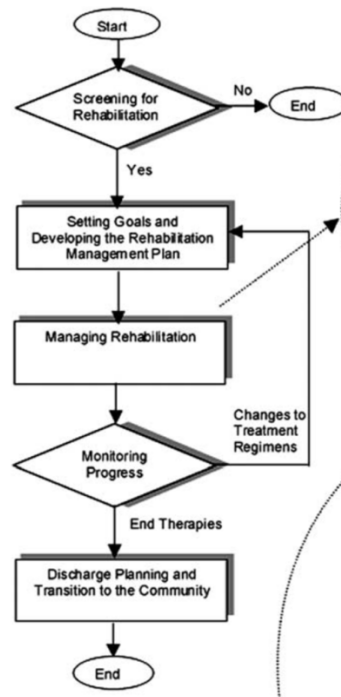 Start
Screening for
Rehabilitation
No
End
Yes
Setting Goals and
Developing the Rehabilitation
Management Plan
Managing Rehabilitation
Changes to
Treatment
Regimens
Monitoring
Progress
End Therapies
Discharge Planning and
Transition to the Community
End